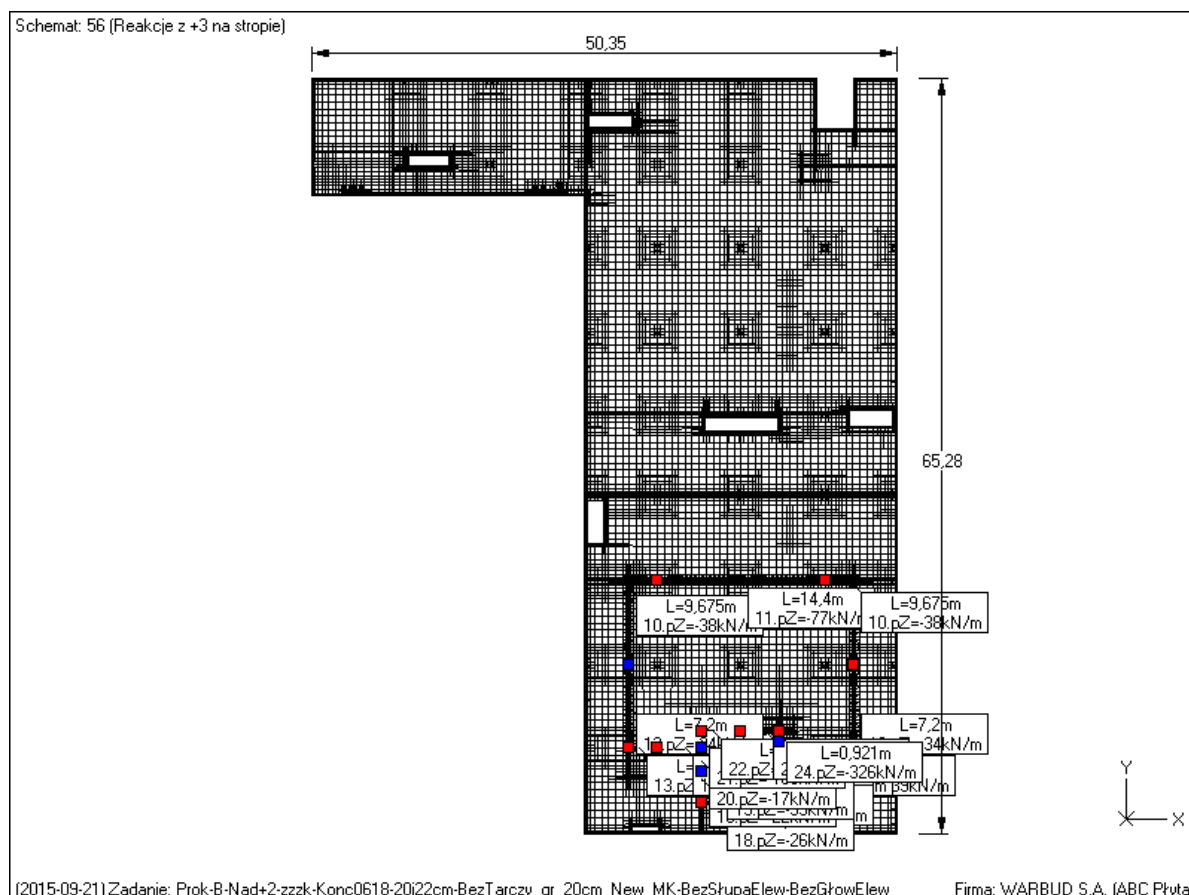 Schemat: 56 (Reakcje z +3 na stropie)
50,35
65,28
L=9,675m
10.pZ=-38kN/m
L=14,4m
11.pZ=-77kN/m
L=9,675m
10.pZ=-38kN/m
L=7,2m
L=7,2m
34kN/m
L=
22.pZ=
L=0,921m
24.pZ=-326kN/m
13.
20.pZ=-17kN/m
18.pZ=-26kN/m
Y
X
(2015-09-21) Zadanie: Prok-B-Nad+2-zzzk-Konc0618-20i22cm-BezTarczy_gr_20cm_New_MK-BezSłupaElew-BezGłowElew
Firma: WARBUD S.A. (ABC Płyta